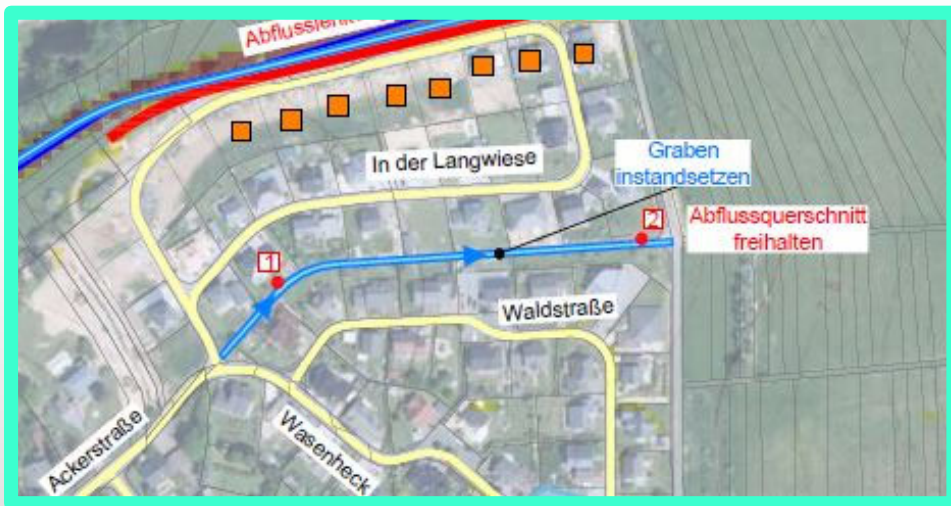 In der Langwiese
Graben
instandsetzen
2
Abflussquerschnitt
freihalten
1
Waldstraße
Ackerstraße
Wasenheck